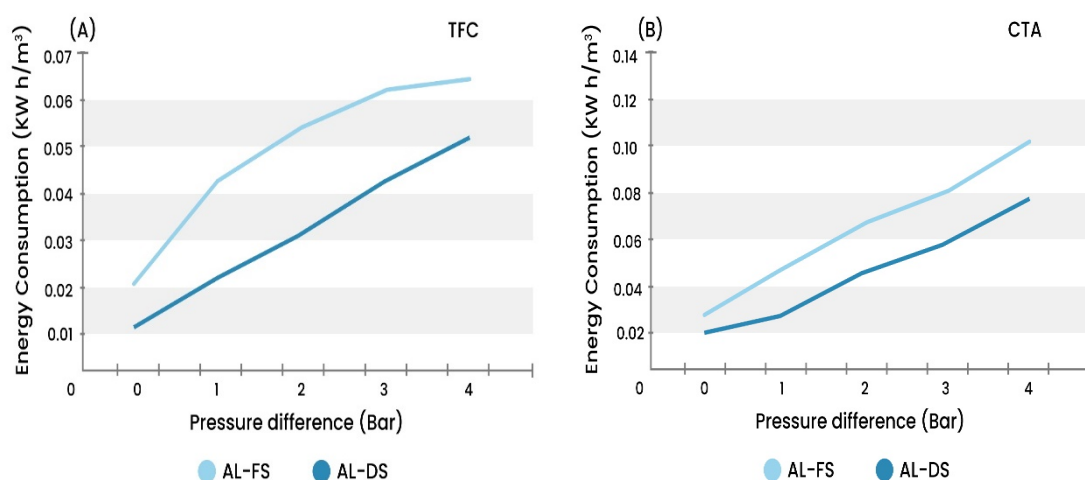 (A) TFC
Energy Consumption (KW h/m³)
0.07
0.06
0.05
0.04
0.03
0.02
0.01
0 0 1 2 3 4
Pressure difference (Bar)
AL-FS AL-DS
(B) CTA
Energy Consumption (KW h/m³)
0.14
0.12
0.10
0.08
0.06
0.04
0.02
0 0 1 2 3 4
Pressure difference (Bar)
AL-FS AL-DS